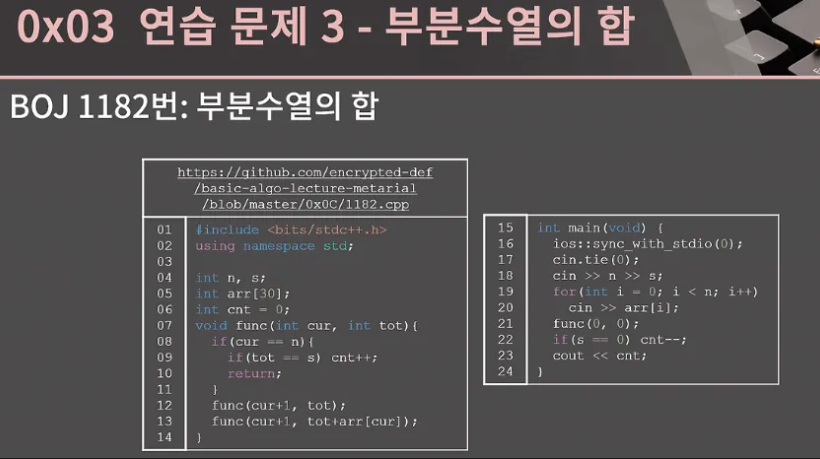 0x03 연습 문제 3 - 부분수열의 합
BOJ 1182번: 부분수열의 합
https://github.com/encrypted-def
/basic-algo-lecture-metarial
/blob/master/0x0C/1182.cpp
01 #include <bits/stdc++.h>
02 using namespace std;
03
04 int n, s;
05 int arr[30];
06 int cnt = 0;
07 void func(int cur, int tot){
08   if(cur == n){
09     if(tot == s) cnt++;
10     return;
11   }
12   func(cur+1, tot);
13   func(cur+1, tot+arr[cur]);
14 }
15 int main(void) {
16   ios::sync_with_stdio(0);
17   cin.tie(0);
18   cin >> n >> s;
19   for(int i = 0; i < n; i++)
20     cin >> arr[i];
21   func(0, 0);
22   if(s == 0) cnt--;
23   cout << cnt;
24 }